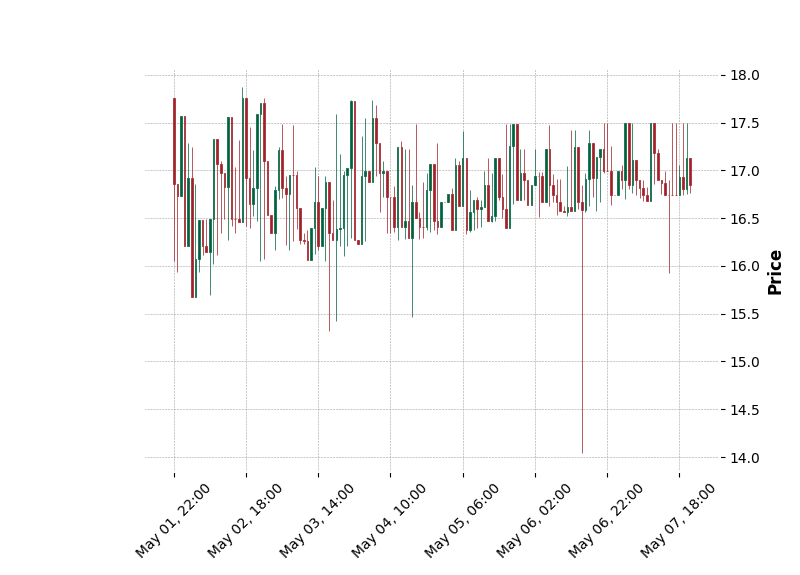 18.0
17.5
17.0
16.5
16.0
15.5
15.0
14.5
14.0
Price
May 01, 22:00
May 02, 18:00
May 03, 14:00
May 04, 10:00
May 05, 06:00
May 06, 02:00
May 06, 22:00
May 07, 18:00